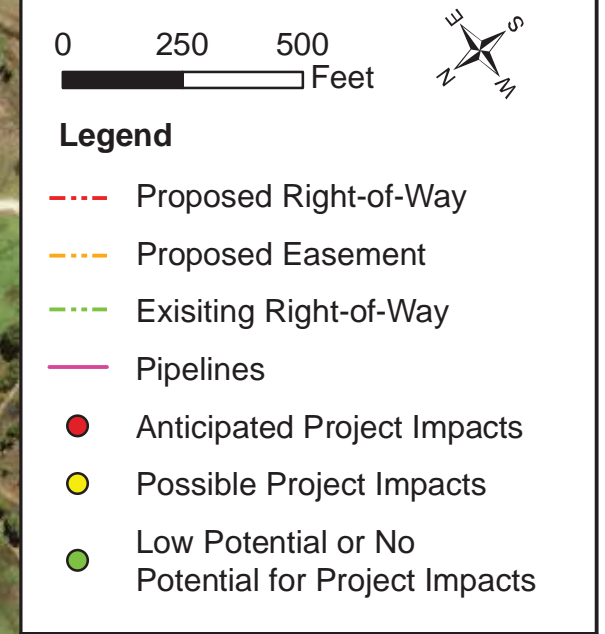 0 250 500
Feet
E S
N W
Legend
Proposed Right-of-Way
Proposed Easement
Exisiting Right-of-Way
Pipelines
Anticipated Project Impacts
Possible Project Impacts
Low Potential or No
Potential for Project Impacts